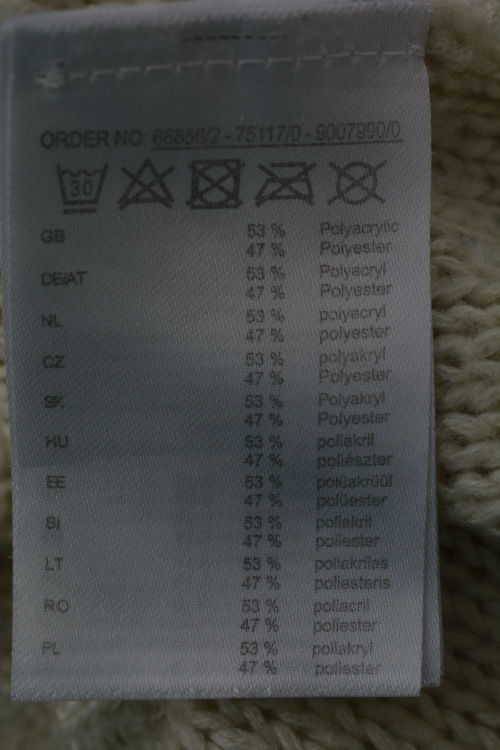 ORDER NO: 66856/2 - 75117/0 - 9007990/0
30
GB 53 % Polyacrylic
47 % Polyester
DE/AT 53 % Polyacryl
47 % Polyester
NL 53 % polyacryl
47 % polyester
CZ 53 % polyakryl
47 % Polyester
SK 53 % Polyakryl
47 % Polyester
HU 53 % poliakril
47 % poliészter
EE 53 % polüakrüül
47 % polüester
SI 53 % poliakril
47 % poliester
LT 53 % poliakrilas
47 % poliesteris
RO 53 % poliacril
47 % poliester
PL 53 % poliakryl
47 % poliester